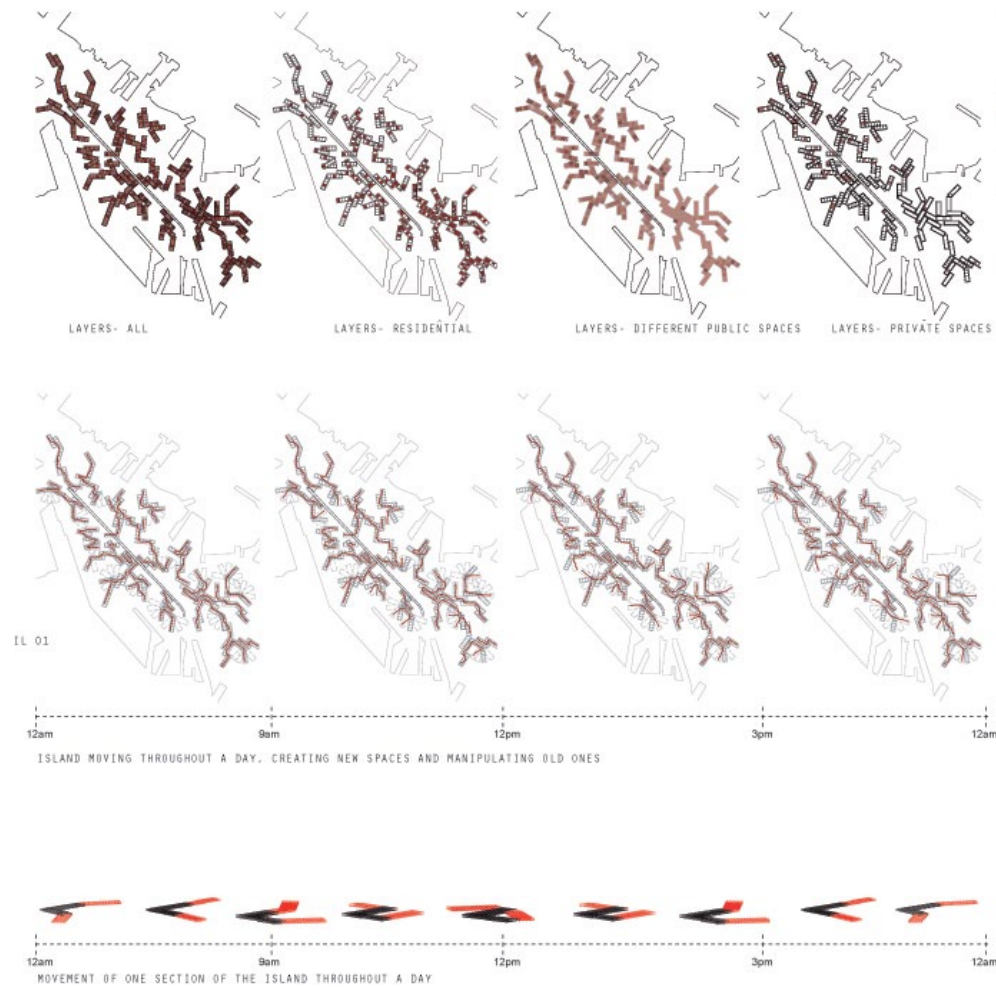 LAYERS- ALL
LAYERS- RESIDENTIAL
LAYERS- DIFFERENT PUBLIC SPACES
LAYERS- PRIVATE SPACES
IL 01
12am 9am 12pm 3pm 12am
ISLAND MOVING THROUGHOUT A DAY. CREATING NEW SPACES AND MANIPULATING OLD ONES
12am 9am 12pm 3pm 12am
MOVEMENT OF ONE SECTION OF THE ISLAND THROUGHOUT A DAY